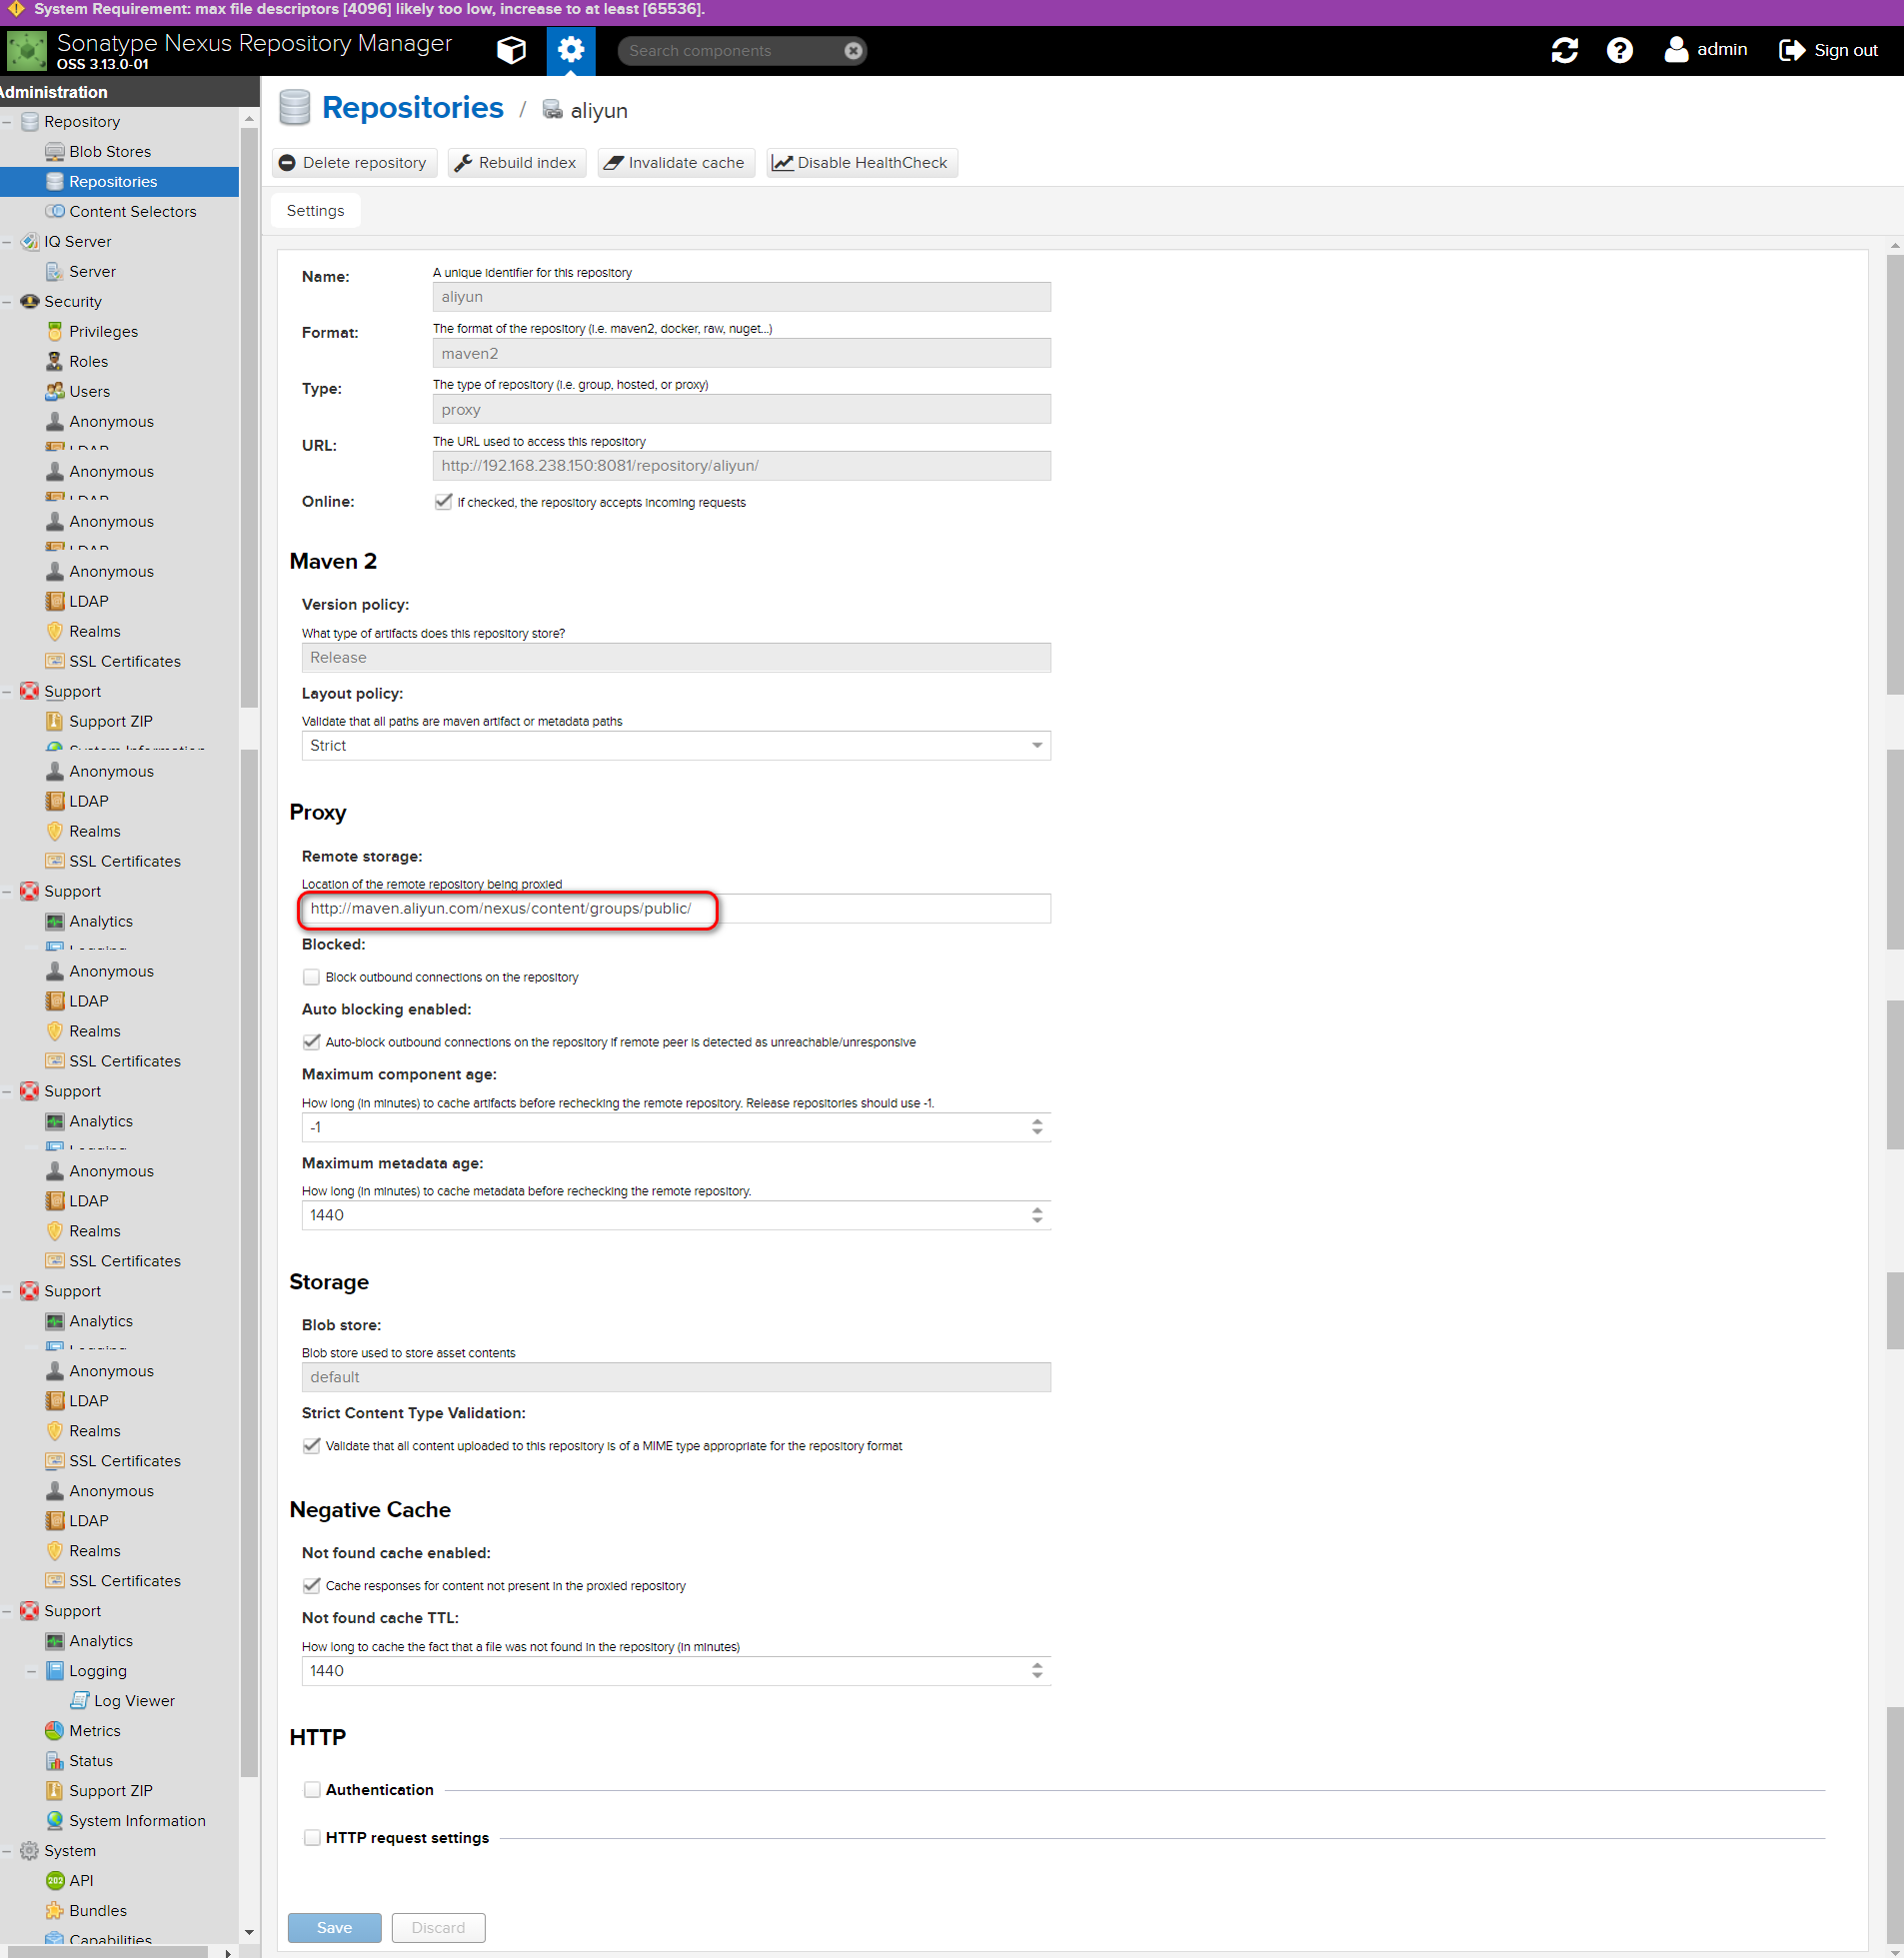 System Requirement: max file descriptors [4096] likely too low, increase to at least [65536].
Sonatype Nexus Repository Manager
OSS 3.13.0-01
Search components
admin
Sign out
Administration
Repository
Blob Stores
Repositories
Content Selectors
IQ Server
Server
Security
Privileges
Roles
Users
Anonymous
LDAP
Anonymous
LDAP
Anonymous
LDAP
Anonymous
LDAP
Realms
SSL Certificates
Support
Support ZIP
System Information
Anonymous
LDAP
Realms
SSL Certificates
Support
Analytics
Logging
Anonymous
LDAP
Realms
SSL Certificates
Support
Analytics
Logging
Anonymous
LDAP
Realms
SSL Certificates
Support
Analytics
Logging
Anonymous
LDAP
Realms
SSL Certificates
Anonymous
LDAP
Realms
SSL Certificates
Support
Analytics
Logging
Log Viewer
Metrics
Status
Support ZIP
System Information
System
API
Bundles
Capabilities
Repositories / aliyun
Delete repository
Rebuild index
Invalidate cache
Disable HealthCheck
Settings
Name:
A unique identifier for this repository
aliyun
Format:
The format of the repository (i.e. maven2, docker, raw, nuget...)
maven2
Type:
The type of repository (i.e. group, hosted, or proxy)
proxy
URL:
The URL used to access this repository
http://192.168.238.150:8081/repository/aliyun/
Online:
If checked, the repository accepts incoming requests
Maven 2
Version policy:
What type of artifacts does this repository store?
Release
Layout policy:
Validate that all paths are maven artifact or metadata paths
Strict
Proxy
Remote storage:
Location of the remote repository being proxied
http://maven.aliyun.com/nexus/content/groups/public/
Blocked:
Block outbound connections on the repository
Auto blocking enabled:
Auto-block outbound connections on the repository if remote peer is detected as unreachable/unresponsive
Maximum component age:
How long (in minutes) to cache artifacts before rechecking the remote repository. Release repositories should use -1.
-1
Maximum metadata age:
How long (in minutes) to cache metadata before rechecking the remote repository.
1440
Storage
Blob store:
Blob store used to store asset contents
default
Strict Content Type Validation:
Validate that all content uploaded to this repository is of a MIME type appropriate for the repository format
Negative Cache
Not found cache enabled:
Cache responses for content not present in the proxied repository
Not found cache TTL:
How long to cache the fact that a file was not found in the repository (in minutes)
1440
HTTP
Authentication
HTTP request settings
Save
Discard